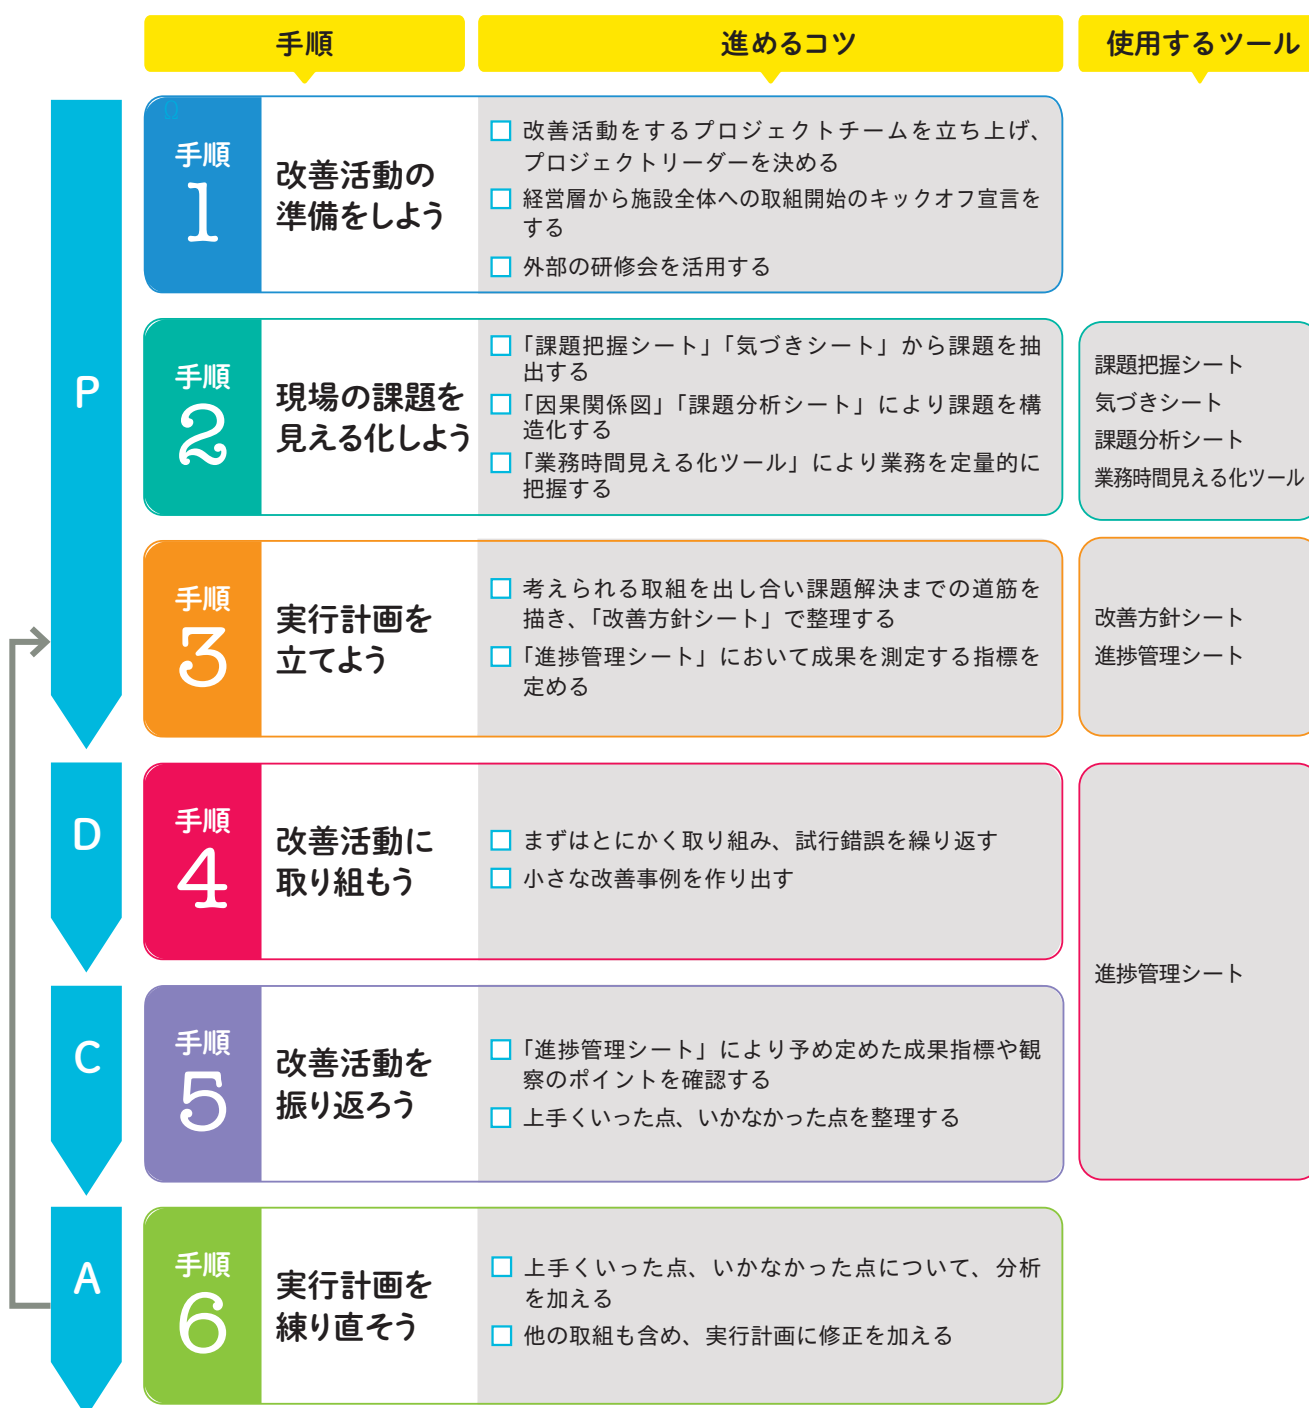 手順
進めるコツ
使用するツール
P
手順
1
改善活動の
準備をしよう
改善活動をするプロジェクトチームを立ち上げ、
プロジェクトリーダーを決める
経営層から施設全体への取組開始のキックオフ宣言を
する
外部の研修会を活用する
手順
2
現場の課題を
見える化しよう
「課題把握シート」「気づきシート」から課題を抽
出する
「因果関係図」「課題分析シート」により課題を構
造化する
「業務時間見える化ツール」により業務を定量的に
把握する
課題把握シート
気づきシート
課題分析シート
業務時間見える化ツール
手順
3
実行計画を
立てよう
考えられる取組を出し合い課題解決までの道筋を
描き、「改善方針シート」で整理する
「進捗管理シート」において成果を測定する指標を
定める
改善方針シート
進捗管理シート
D
手順
4
改善活動に
取り組もう
まずはとにかく取り組み、試行錯誤を繰り返す
小さな改善事例を作り出す
進捗管理シート
C
手順
5
改善活動を
振り返ろう
「進捗管理シート」により予め定めた成果指標や観
察のポイントを確認する
上手くいった点、いかなかった点を整理する
A
手順
6
実行計画を
練り直そう
上手くいった点、いかなかった点について、分析
を加える
他の取組も含め、実行計画に修正を加える